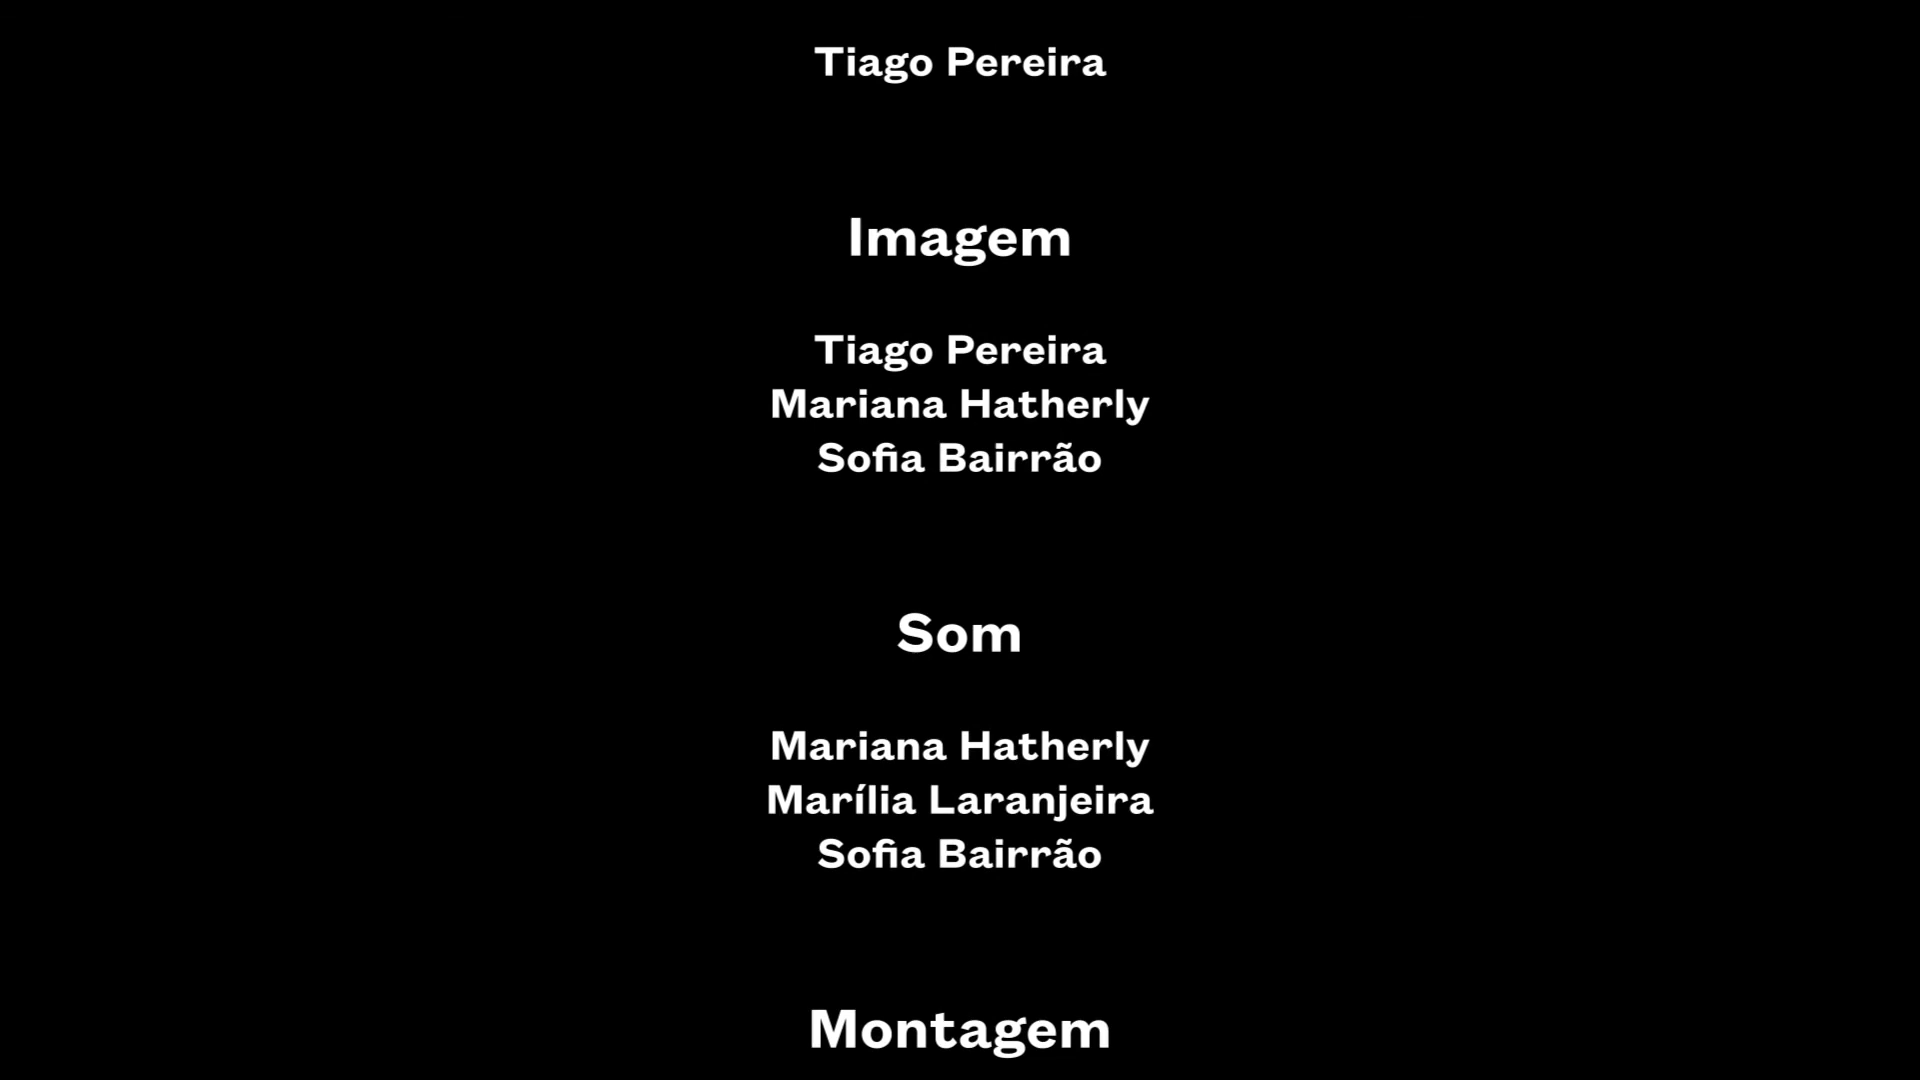 Tiago Pereira
Imagem
Tiago Pereira
Mariana Hatherly
Sofia Bairrão
Som
Mariana Hatherly
Marília Laranjeira
Sofia Bairrão
Montagem